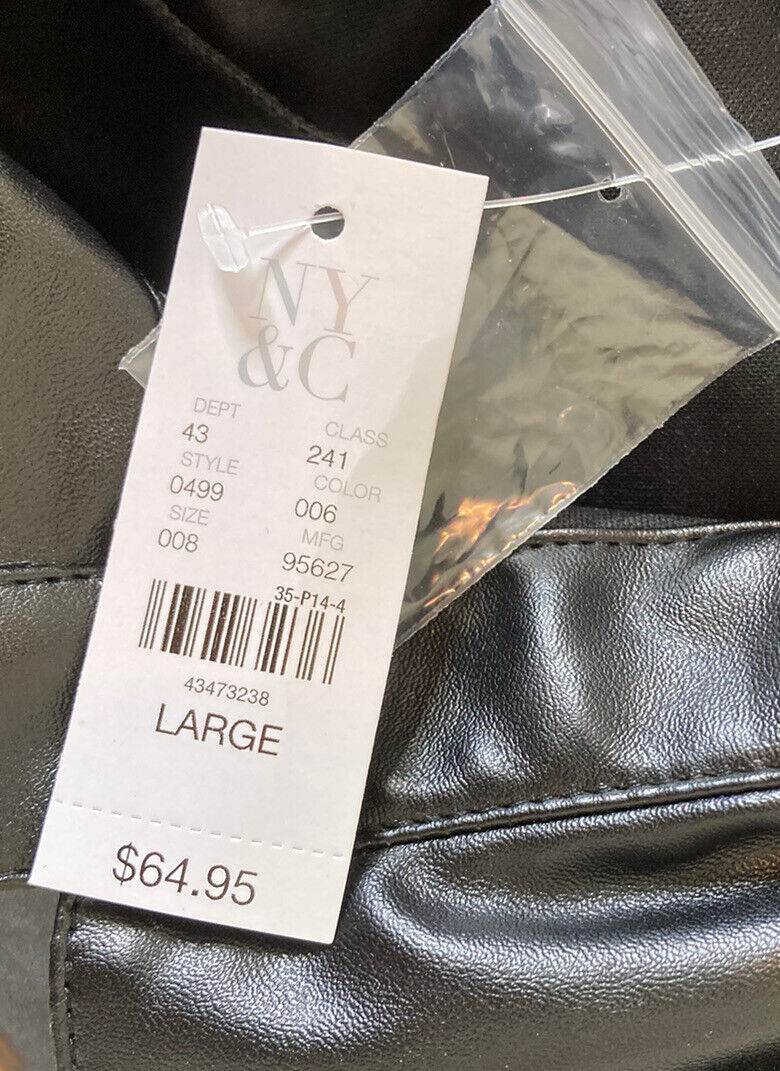 NY
&C
DEPT
43
CLASS
241
STYLE
0499
COLOR
006
SIZE
008
MFG
95627
35-P14-4
43473238
LARGE
$64.95